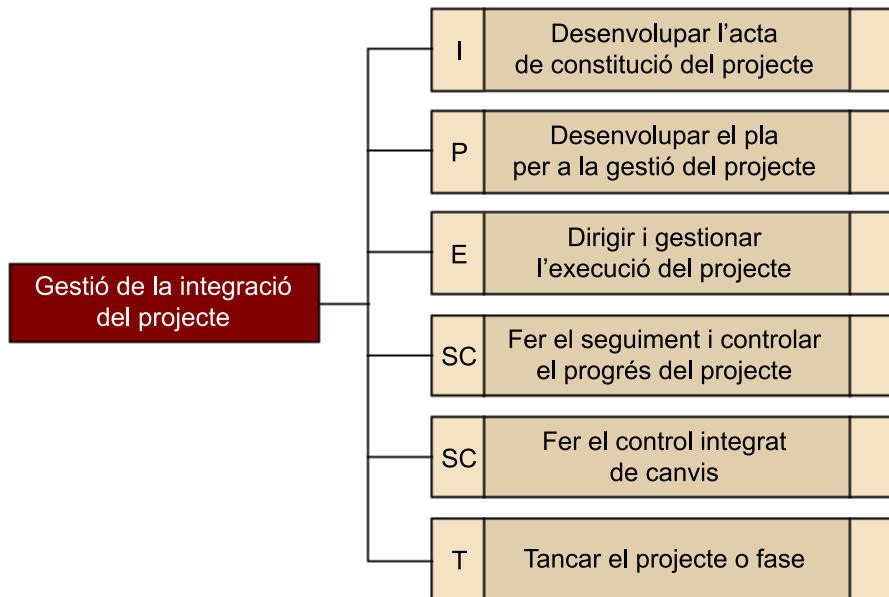 I
Desenvolupar l’acta
de constitució del projecte
P
Desenvolupar el pla
per a la gestió del projecte
E
Dirigir i gestionar
l’execució del projecte
Gestió de la integració
del projecte
SC
Fer el seguiment i controlar
el progrés del projecte
SC
Fer el control integrat
de canvis
T
Tancar el projecte o fase